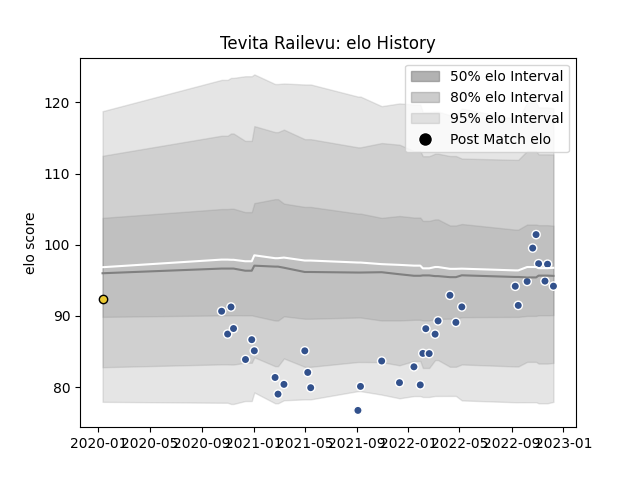 Tevita Railevu: elo History
50% elo Interval
80% elo Interval
95% elo Interval
Post Match elo
elo score
120
110
100
90
80
2020-01 2020-05 2020-09 2021-01 2021-05 2021-09 2022-01 2022-05 2022-09 2023-01